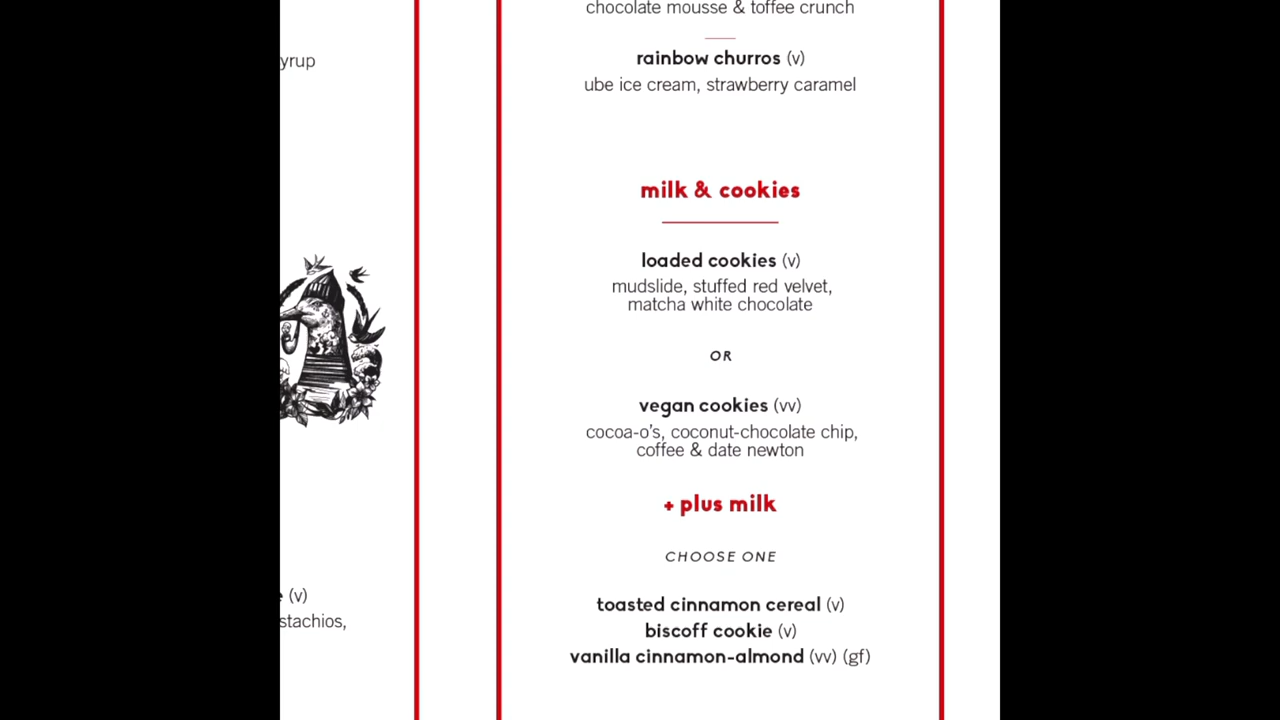 chocolate mousse & toffee crunch
rainbow churros (v)
ube ice cream, strawberry caramel
milk & cookies
loaded cookies (v)
mudslide, stuffed red velvet,
matcha white chocolate
OR
vegan cookies (vv)
cocoa-o's, coconut-chocolate chip,
coffee & date newton
+ plus milk
CHOOSE ONE
toasted cinnamon cereal (v)
biscoff cookie (v)
vanilla cinnamon-almond (vv) (gf)
(v)